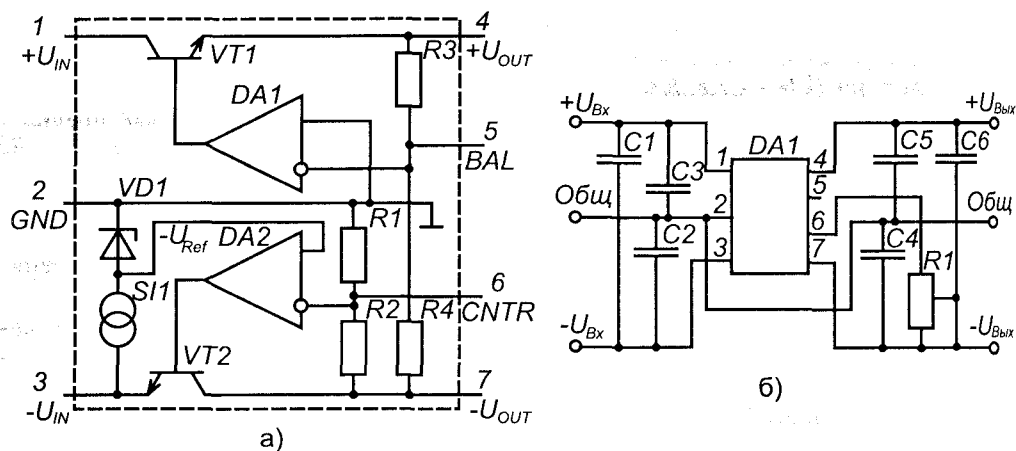 1
+U_IN
VT1
DA1
R3
4
+U_OUT
5
BAL
2
GND
VD1
-U_Ref
DA2
R1
SI1
6
CNTR
R2
R4
VT2
3
-U_IN
7
-U_OUT
а)
+U_Вх
C1
C3
1
DA1
4
C5
C6
+U_Вых
5
Общ
2
6
Общ
C2
3
7
C4
R1
-U_Вх
-U_Вых
б)